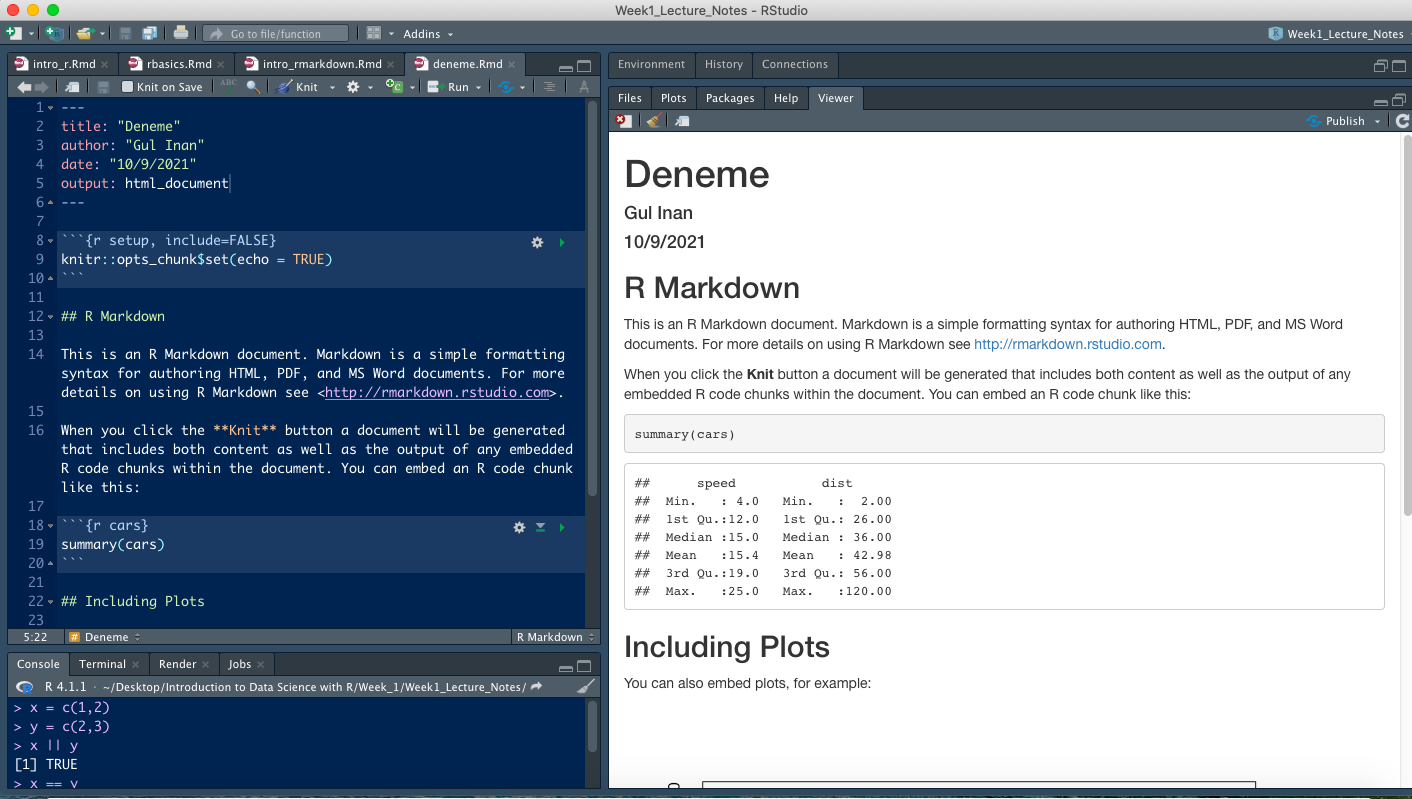 Week1_Lecture_Notes - RStudio
Go to file/function
Addins
Week1_Lecture_Notes
intro_r.Rmd
rbasics.Rmd
intro_rmarkdown.Rmd
deneme.Rmd
Knit on Save
ABC
Knit
Run
1 ---
2 title: "Deneme"
3 author: "Gul Inan"
4 date: "10/9/2021"
5 output: html_document
6 ---
7
8 ```{r setup, include=FALSE}
9 knitr::opts_chunk$set(echo = TRUE)
10 ```
11
12 ## R Markdown
13
14 This is an R Markdown document. Markdown is a simple formatting
syntax for authoring HTML, PDF, and MS Word documents. For more
details on using R Markdown see <http://rmarkdown.rstudio.com>.
15
16 When you click the **Knit** button a document will be generated
that includes both content as well as the output of any embedded
R code chunks within the document. You can embed an R code chunk
like this:
17
18 ```{r cars}
19 summary(cars)
20 ```
21
22 ## Including Plots
23
5:22
# Deneme
R Markdown
Console
Terminal
Render
Jobs
R 4.1.1 · ~/Desktop/Introduction to Data Science with R/Week_1/Week1_Lecture_Notes/
> x = c(1,2)
> y = c(2,3)
> x || y
[1] TRUE
> x == y
Environment
History
Connections
Files
Plots
Packages
Help
Viewer
Publish
Deneme
Gul Inan
10/9/2021
R Markdown
This is an R Markdown document. Markdown is a simple formatting syntax for authoring HTML, PDF, and MS Word
documents. For more details on using R Markdown see http://rmarkdown.rstudio.com.
When you click the Knit button a document will be generated that includes both content as well as the output of any
embedded R code chunks within the document. You can embed an R code chunk like this:
summary(cars)
##      speed           dist
##  Min.   : 4.0   Min.   :  2.00
##  1st Qu.:12.0   1st Qu.: 26.00
##  Median :15.0   Median : 36.00
##  Mean   :15.4   Mean   : 42.98
##  3rd Qu.:19.0   3rd Qu.: 56.00
##  Max.   :25.0   Max.   :120.00
Including Plots
You can also embed plots, for example: